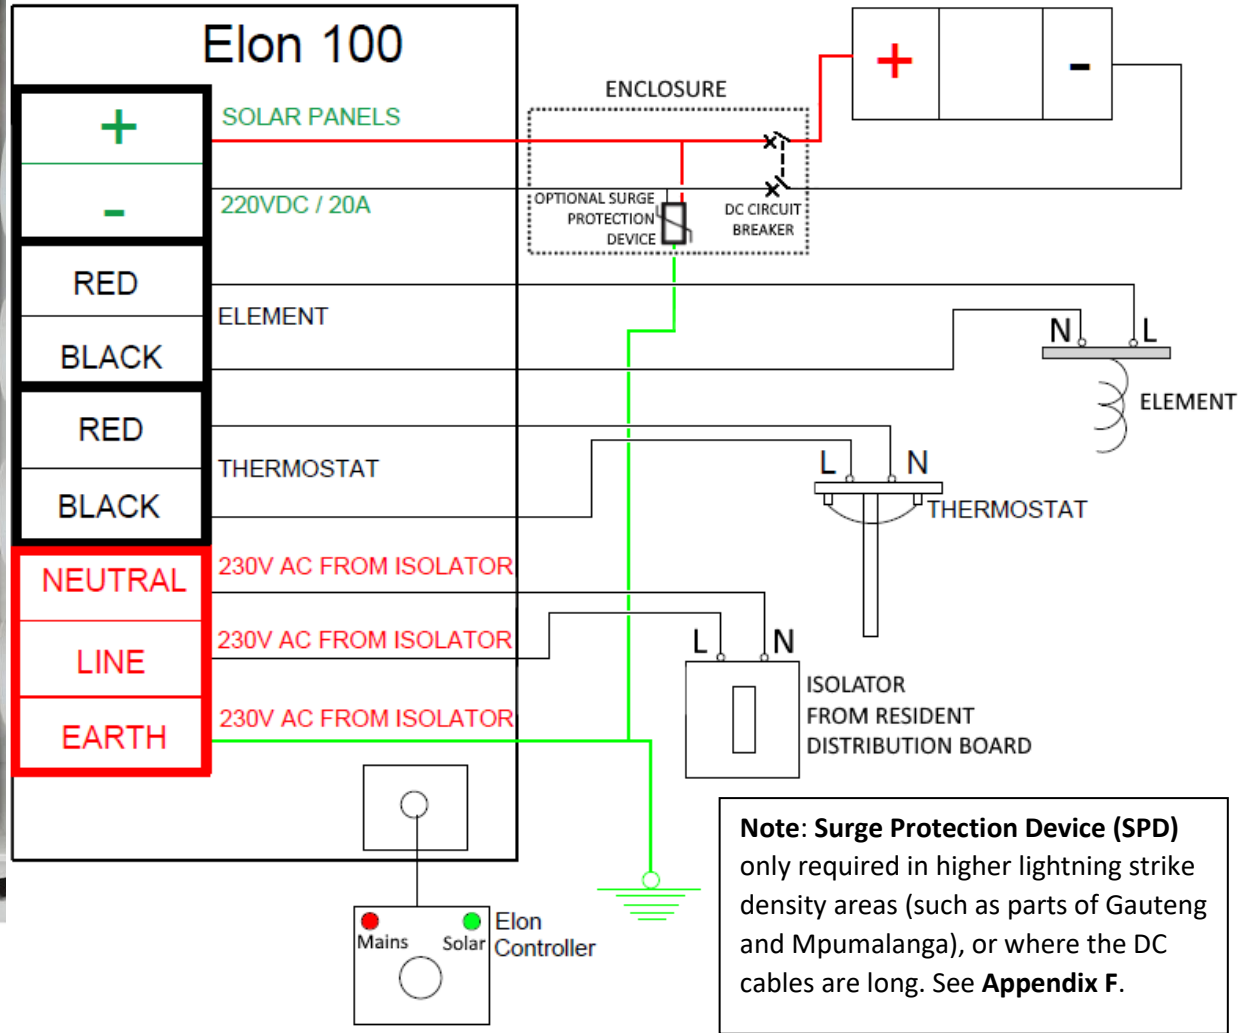 Elon 100
+
SOLAR PANELS
-
220VDC / 20A
RED
ELEMENT
BLACK
RED
THERMOSTAT
BLACK
NEUTRAL
230V AC FROM ISOLATOR
LINE
230V AC FROM ISOLATOR
EARTH
230V AC FROM ISOLATOR
ENCLOSURE
OPTIONAL SURGE
PROTECTION
DEVICE
DC CIRCUIT
BREAKER
+
-
N L
ELEMENT
L N
THERMOSTAT
L N
ISOLATOR
FROM RESIDENT
DISTRIBUTION BOARD
Mains
Solar
Elon
Controller
Note: Surge Protection Device (SPD)
only required in higher lightning strike
density areas (such as parts of Gauteng
and Mpumalanga), or where the DC
cables are long. See Appendix F.